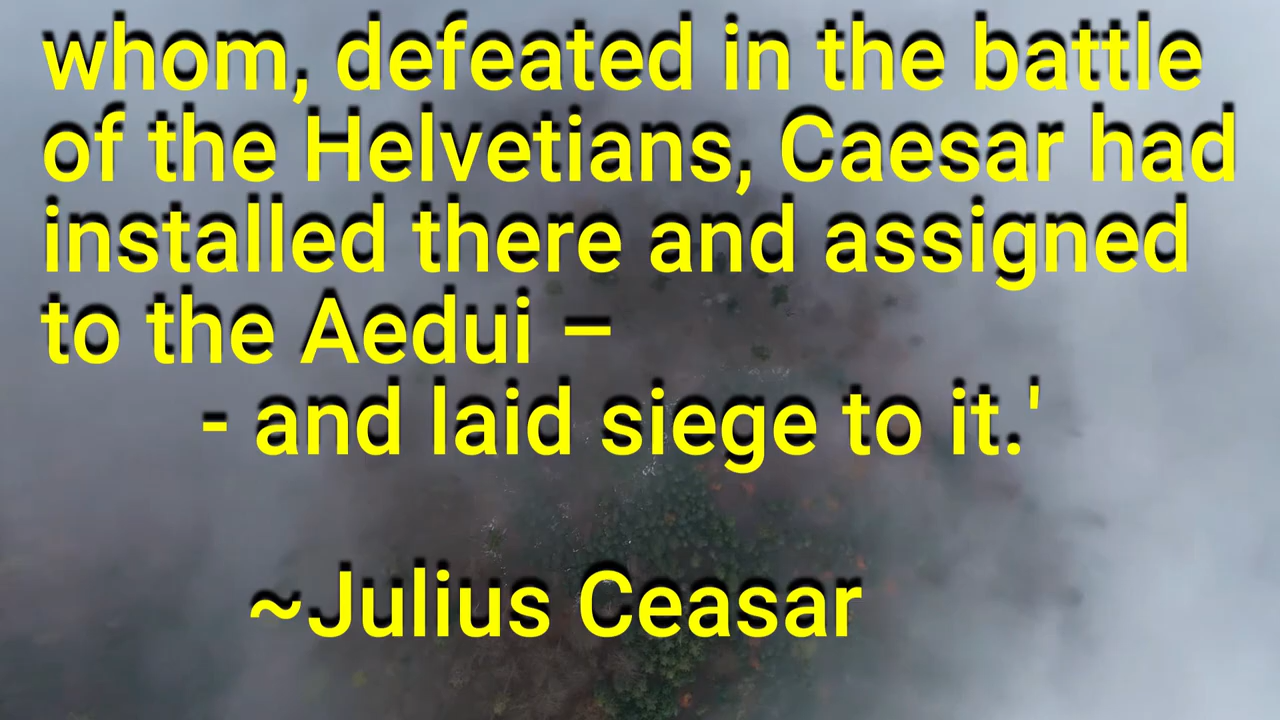 whom, defeated in the battle
of the Helvetians, Caesar had
installed there and assigned
to the Aedui –
- and laid siege to it.'
~Julius Ceasar